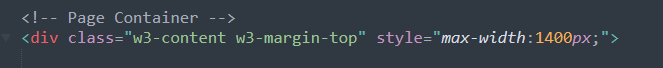 <!-- Page Container -->
<div class="w3-content w3-margin-top" style="max-width:1400px;">